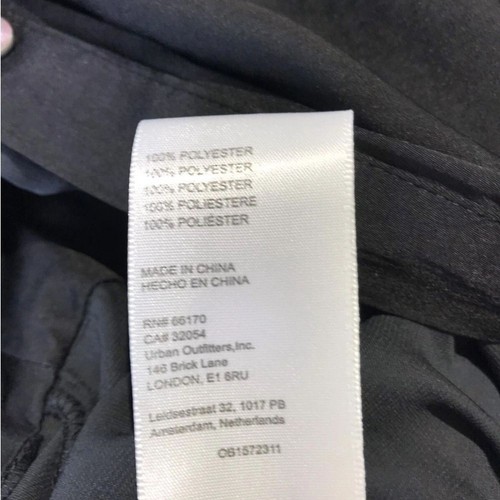 100% POLYESTER
100% POLYESTER
100% POLYESTER
100% POLIESTERE
100% POLIÉSTER
MADE IN CHINA
HECHO EN CHINA
RN# 66170
CA# 32054
Urban Outfitters,Inc.
146 Brick Lane
LONDON, E1 6RU
Leidsestraat 32, 1017 PB
Amsterdam, Netherlands
OB1572311